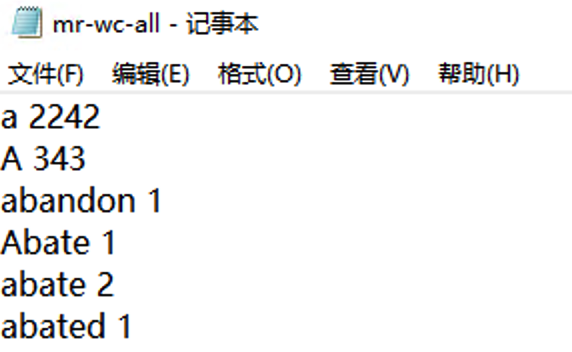 mr-wc-all - 记事本
文件(F) 编辑(E) 格式(O) 查看(V) 帮助(H)
a 2242
A 343
abandon 1
Abate 1
abate 2
abated 1